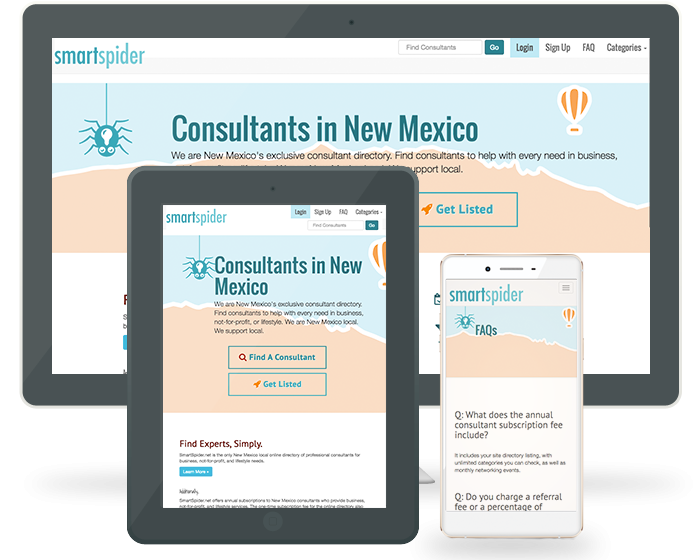 smartspider
Find Consultants Go Login Sign Up FAQ Categories
Consultants in New Mexico
We are New Mexico's exclusive consultant directory. Find consultants to help with every need in business,
support local.
Get Listed
smartspider
Login Sign Up FAQ Categories
Find Consultants Go
Consultants in New
Mexico
We are New Mexico's exclusive consultant directory.
Find consultants to help with every need in business,
not-for-profit, or lifestyle. We are New Mexico local.
We support local.
Find A Consultant
Get Listed
Find Experts, Simply.
SmartSpider.net is the only New Mexico local online directory of professional consultants for
business, not-for-profit, and lifestyle needs.
Learn More »
Naturally,
SmartSpider.net offers annual subscriptions to New Mexico consultants who provide business,
not-for-profit, and lifestyle services. The one-time subscription fee for the online directory also
smartspider
FAQs
Q: What does the annual
consultant subscription fee
include?
It includes your site directory listing, with
unlimited categories you can check, as well as
monthly networking events.
Q: Do you charge a referral
fee or a percentage of